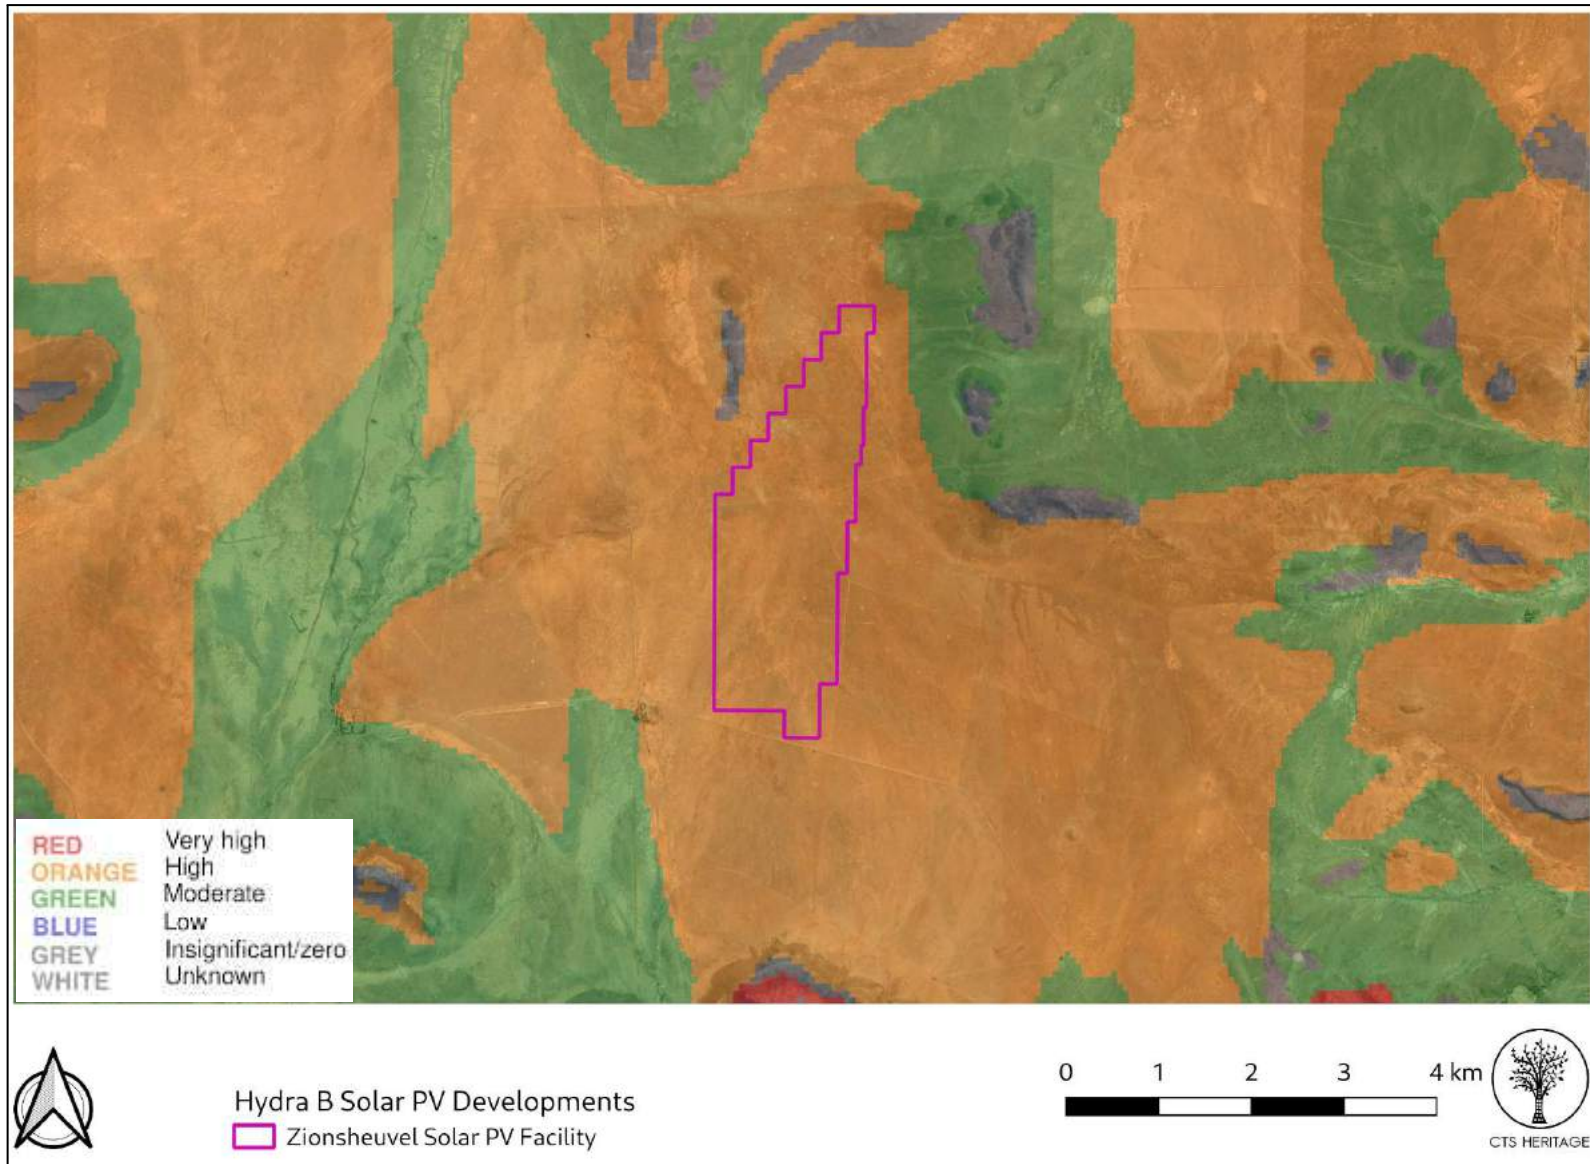 RED Very high
ORANGE High
GREEN Moderate
BLUE Low
GREY Insignificant/zero
WHITE Unknown
Hydra B Solar PV Developments
Zionsheuvel Solar PV Facility
0 1 2 3 4 km
CTS HERITAGE